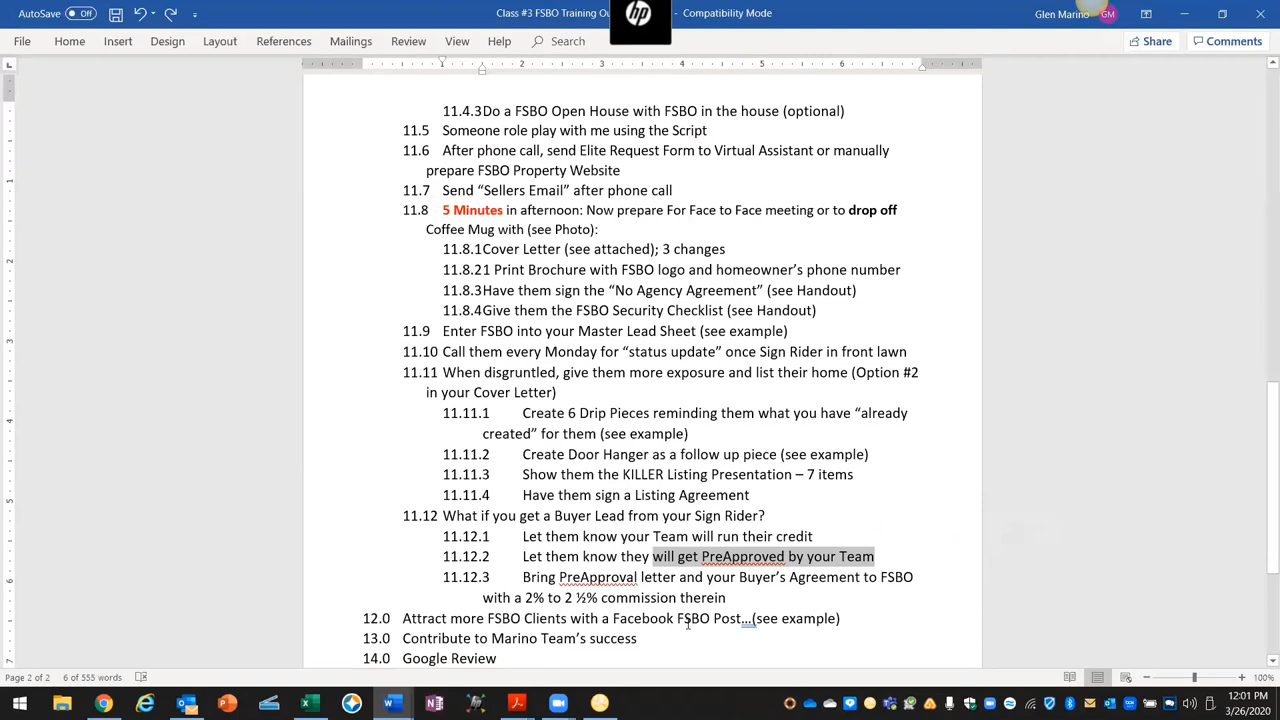 AutoSave Off
Class #3 Training Ou
- Compatibility Mode
Glen Marino GM
File Home Insert Draw Design Layout References Mailings Review View Help Search Share Comments
1 2 3 4 5 6
11.4.3Do a FSBO Open House with FSBO in the house (optional)
11.5 Someone role play with me using the Script
11.6 After phone call, send Elite Request Form to Virtual Assistant or manually
prepare FSBO Property Website
11.7 Send “Sellers Email” after phone call
11.8 5 Minutes in afternoon: Now prepare For Face to Face meeting or to drop off
Coffee Mug with (see Photo):
11.8.1Cover Letter (see attached); 3 changes
11.8.21 Print Brochure with FSBO logo and homeowner’s phone number
11.8.3Have them sign the “No Agency Agreement” (see Handout)
11.8.4Give them the FSBO Security Checklist (see Handout)
11.9 Enter FSBO into your Master Lead Sheet (see example)
11.10 Call them every Monday for “status update” once Sign Rider in front lawn
11.11 When disgruntled, give them more exposure and list their home (Option #2
in your Cover Letter)
11.11.1 Create 6 Drip Pieces reminding them what you have “already
created” for them (see example)
11.11.2 Create Door Hanger as a follow up piece (see example)
11.11.3 Show them the KILLER Listing Presentation – 7 items
11.11.4 Have them sign a Listing Agreement
11.12 What if you get a Buyer Lead from your Sign Rider?
11.12.1 Let them know your Team will run their credit
11.12.2 Let them know they will get PreApproved by your Team
11.12.3 Bring PreApproval letter and your Buyer’s Agreement to FSBO
with a 2% to 2 ½% commission therein
12.0 Attract more FSBO Clients with a Facebook FSBO Post…(see example)
13.0 Contribute to Marino Team’s success
14.0 Google Review
Page 2 of 2 6 of 555 words 100%
12:01 PM
3/26/2020